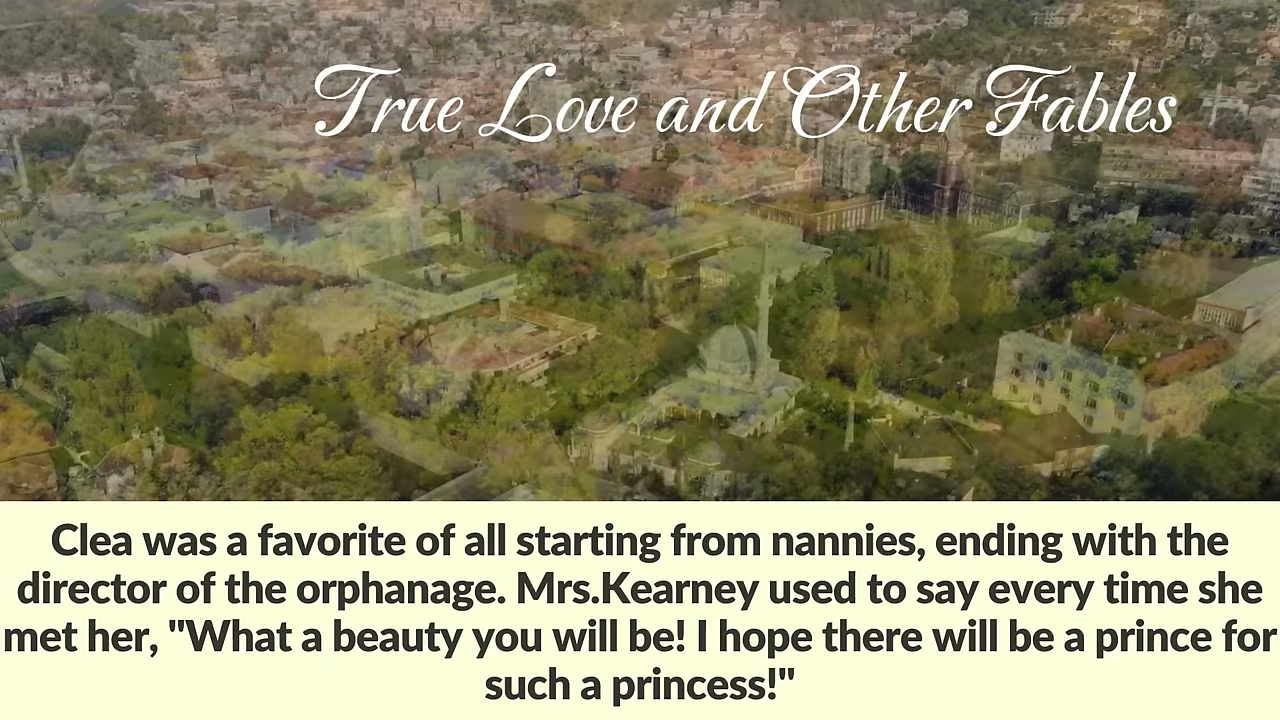 True Love and Other Fables
Clea was a favorite of all starting from nannies, ending with the
director of the orphanage. Mrs.Kearney used to say every time she
met her, "What a beauty you will be! I hope there will be a prince for
such a princess!"